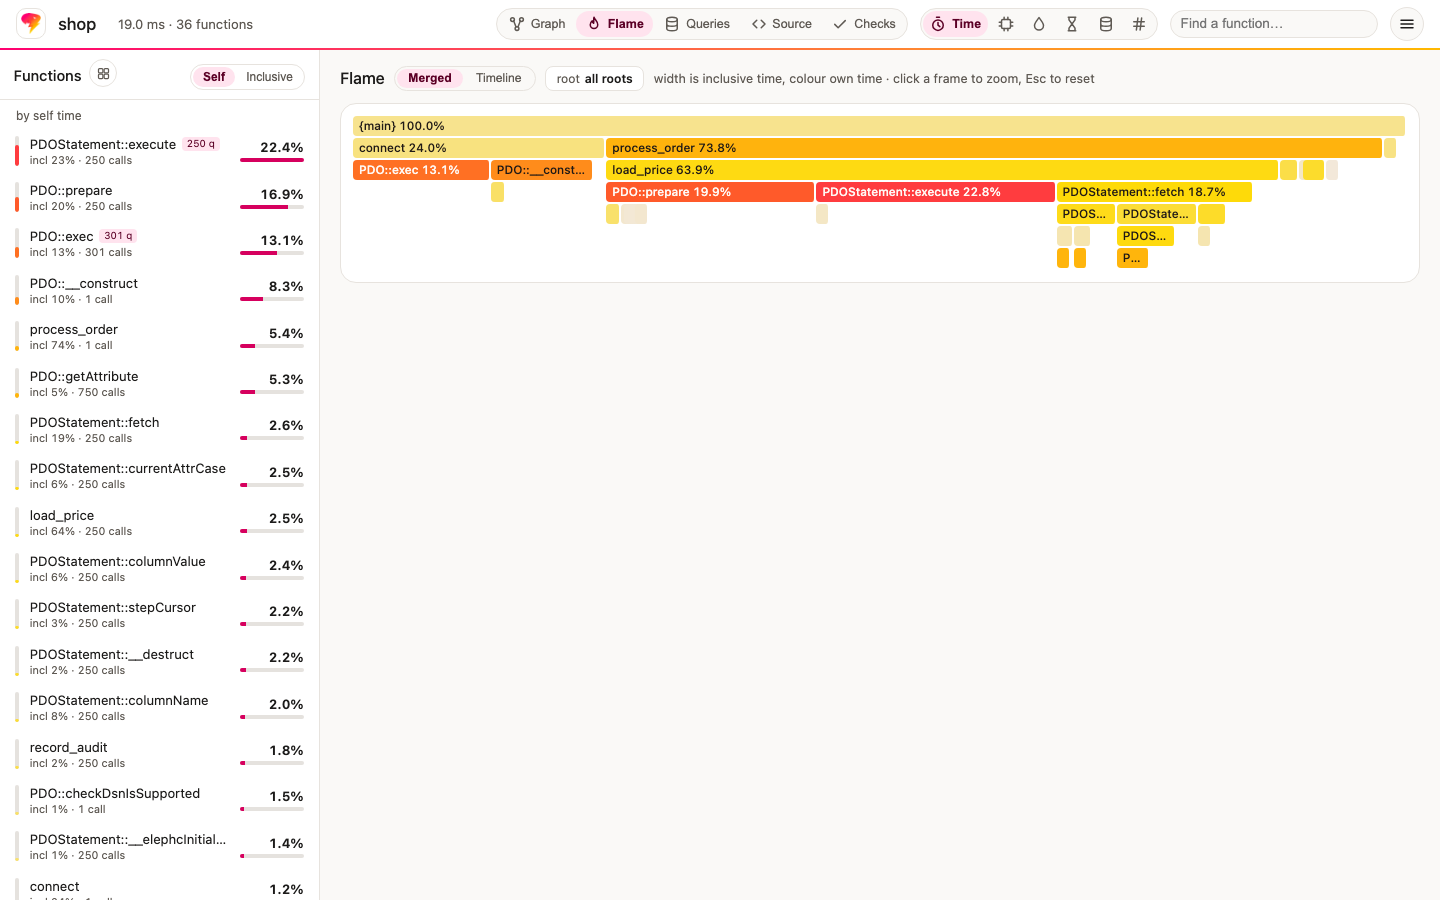 shop
19.0 ms · 36 functions
Graph
Flame
Queries
Source
Checks
Time
Find a function…
Functions
Self
Inclusive
by self time
PDOStatement::execute 250 q 22.4%
incl 23% · 250 calls
PDO::prepare 16.9%
incl 20% · 250 calls
PDO::exec 301 q 13.1%
incl 13% · 301 calls
PDO::__construct 8.3%
incl 10% · 1 call
process_order 5.4%
incl 74% · 1 call
PDO::getAttribute 5.3%
incl 5% · 750 calls
PDOStatement::fetch 2.6%
incl 19% · 250 calls
PDOStatement::currentAttrCase 2.5%
incl 6% · 250 calls
load_price 2.5%
incl 64% · 250 calls
PDOStatement::columnValue 2.4%
incl 6% · 250 calls
PDOStatement::stepCursor 2.2%
incl 3% · 250 calls
PDOStatement::__destruct 2.2%
incl 2% · 250 calls
PDOStatement::columnName 2.0%
incl 8% · 250 calls
record_audit 1.8%
incl 2% · 250 calls
PDO::checkDsnIsSupported 1.5%
incl 1% · 1 call
PDOStatement::__elephcInitial… 1.4%
incl 1% · 250 calls
connect 1.2%
Flame
Merged
Timeline
root all roots
width is inclusive time, colour own time · click a frame to zoom, Esc to reset
{main} 100.0%
connect 24.0%
process_order 73.8%
PDO::exec 13.1%
PDO::__const…
load_price 63.9%
PDO::prepare 19.9%
PDOStatement::execute 22.8%
PDOStatement::fetch 18.7%
PDOS…
PDOState…
PDOS…
P…